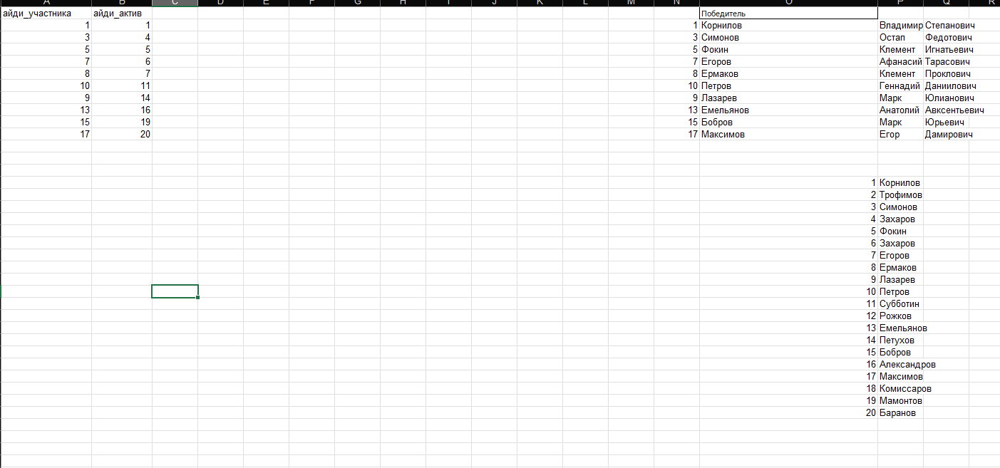 A B C D E F G H I J K L M N O P Q R
айди_участника айди_актив Победитель
1 1 1 Корнилов Владимир Степанович
3 4 3 Симонов Остап Федотович
5 5 5 Фокин Клемент Игнатьевич
7 6 7 Егоров Афанасий Тарасович
8 7 8 Ермаков Клемент Проклович
10 11 10 Петров Геннадий Даниилович
9 14 9 Лазарев Марк Юлианович
13 16 13 Емельянов Анатолий Авксентьевич
15 19 15 Бобров Марк Юрьевич
17 20 17 Максимов Егор Дамирович
1 Корнилов
2 Трофимов
3 Симонов
4 Захаров
5 Фокин
6 Захаров
7 Егоров
8 Ермаков
9 Лазарев
10 Петров
11 Субботин
12 Рожков
13 Емельянов
14 Петухов
15 Бобров
16 Александров
17 Максимов
18 Комиссаров
19 Мамонтов
20 Баранов